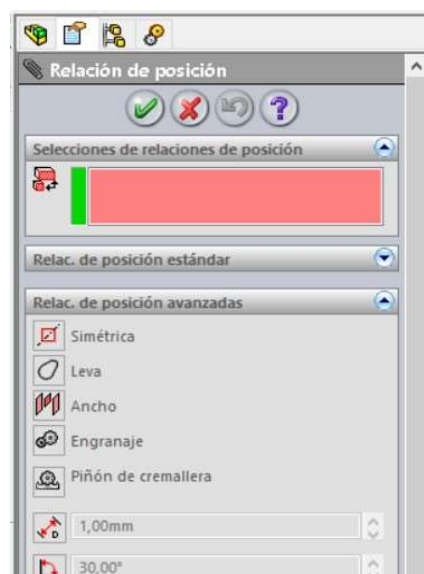 Relación de posición
Selecciones de relaciones de posición
Relac. de posición estándar
Relac. de posición avanzadas
Simétrica
Leva
Ancho
Engranaje
Piñón de cremallera
D
1,00mm
30,00°